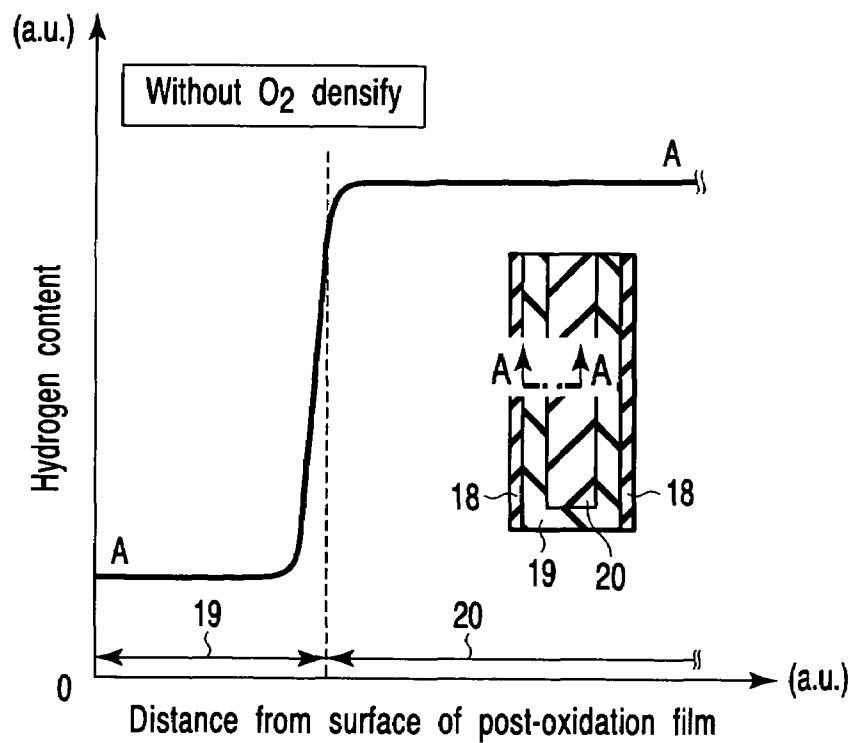 (a.u.)
Without O2 densify
A
Hydrogen content
A A
18 18
19 20
A
19 20
0
(a.u.)
Distance from surface of post-oxidation film